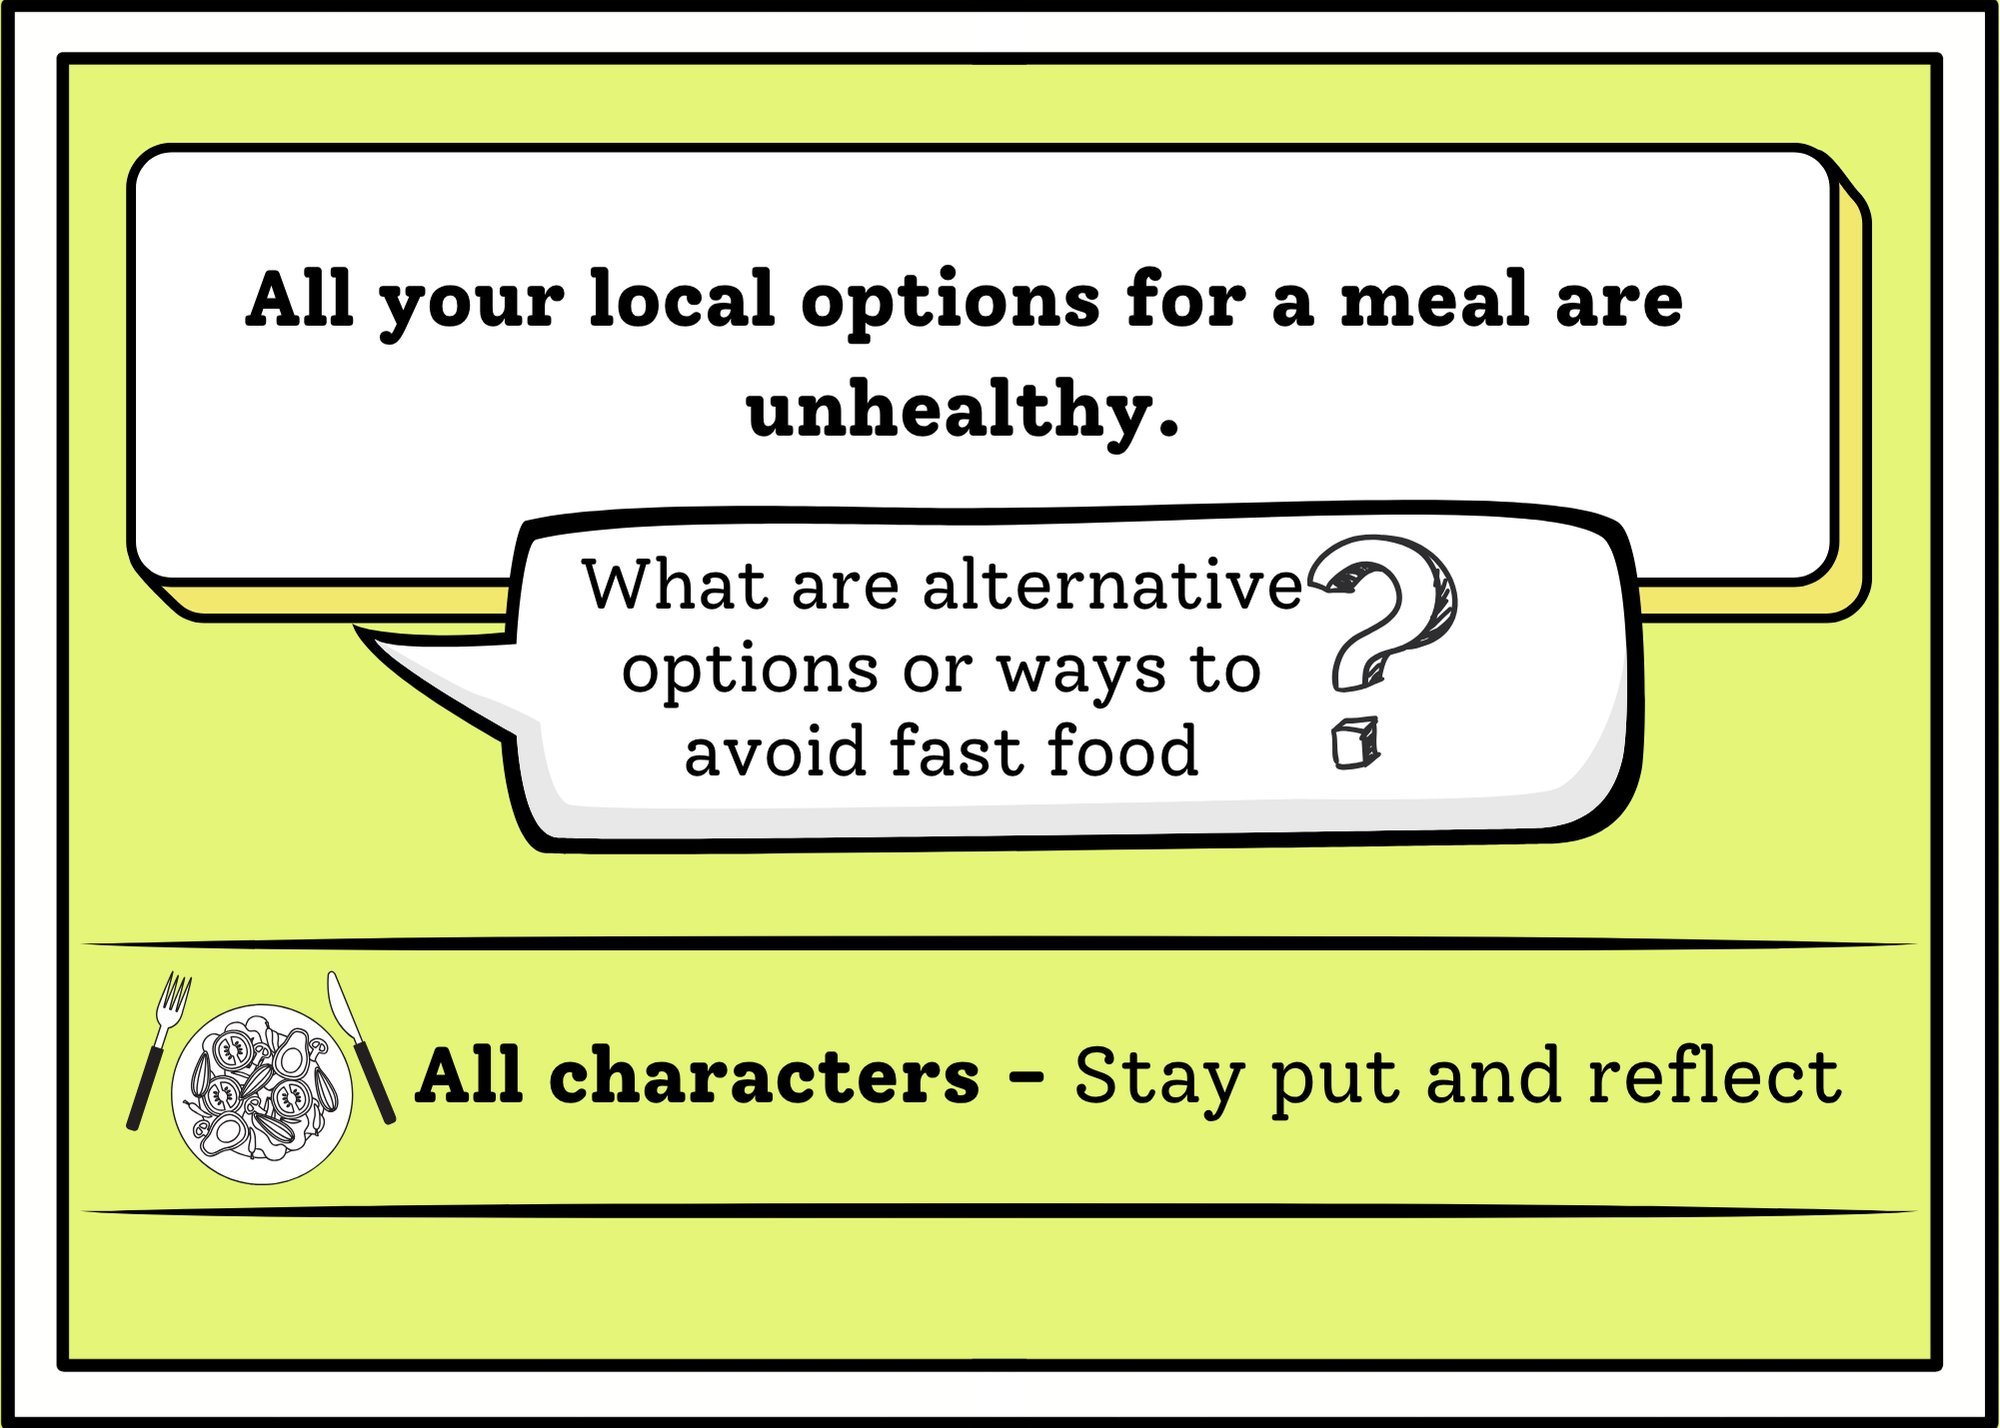 All your local options for a meal are
unhealthy.
What are alternative
options or ways to
avoid fast food ?
All characters - Stay put and reflect